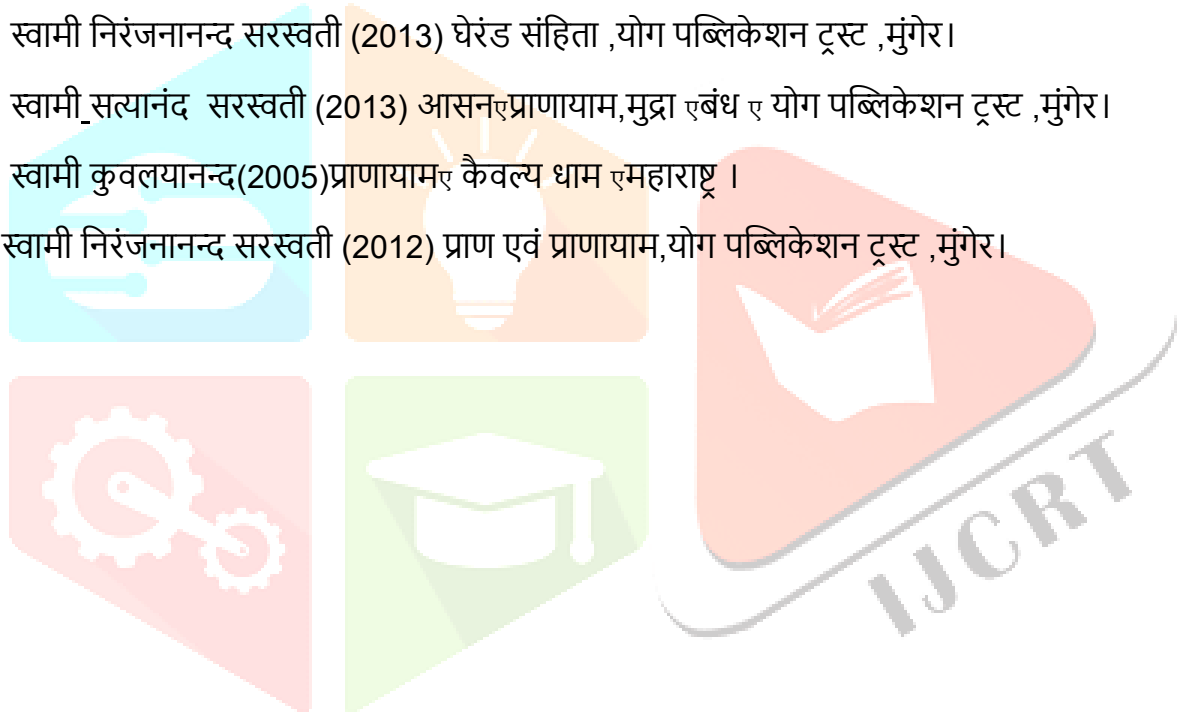 स्वामी निरंजनानन्द सरस्वती (2013) घेरंड संहिता ,योग पब्लिकेशन ट्रस्ट ,मुंगेर।
स्वामी_सत्यानंद सरस्वती (2013) आसनएप्राणायाम,मुद्रा एबंध ए योग पब्लिकेशन ट्रस्ट ,मुंगेर।
स्वामी कुवलयानन्द(2005)प्राणायामए कैवल्य धाम एमहाराष्ट्र ।
स्वामी निरंजनानन्द सरस्वती (2012) प्राण एवं प्राणायाम,योग पब्लिकेशन ट्रस्ट ,मुंगेर।
IJCRT